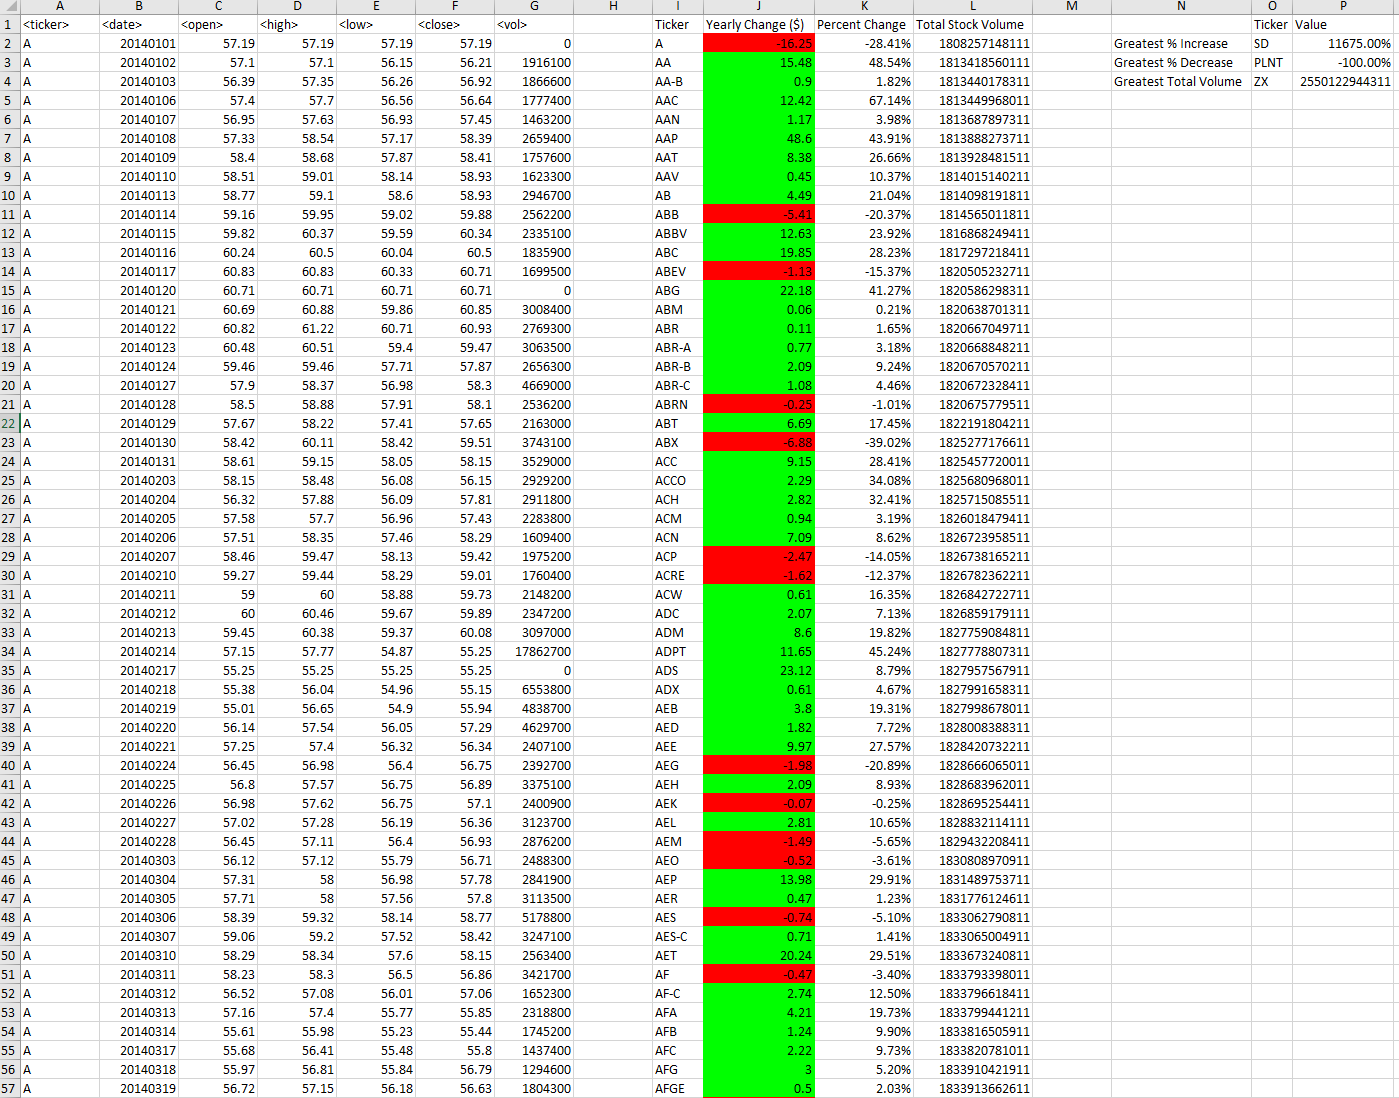 A B C D E F G H I J K L M N O P
1 <ticker> <date> <open> <high> <low> <close> <vol> Ticker Yearly Change ($) Percent Change Total Stock Volume Ticker Value
2 A 20140101 57.19 57.19 57.19 57.19 0 A -16.25 -28.41% 1808257148111 Greatest % Increase SD 11675.00%
3 A 20140102 57.1 57.1 56.15 56.21 1916100 AA 15.48 48.54% 1813418560111 Greatest % Decrease PLNT -100.00%
4 A 20140103 56.39 57.35 56.26 56.92 1866600 AA-B 0.9 1.82% 1813440178311 Greatest Total Volume ZX 2550122944311
5 A 20140106 57.4 57.7 56.56 56.64 1777400 AAC 12.42 67.14% 1813449968011
6 A 20140107 56.95 57.63 56.93 57.45 1463200 AAN 1.17 3.98% 1813687897311
7 A 20140108 57.33 58.54 57.17 58.39 2659400 AAP 48.6 43.91% 1813888273711
8 A 20140109 58.4 58.68 57.87 58.41 1757600 AAT 8.38 26.66% 1813928481511
9 A 20140110 58.51 59.01 58.14 58.93 1623300 AAV 0.45 10.37% 1814015140211
10 A 20140113 58.77 59.1 58.6 58.93 2946700 AB 4.49 21.04% 1814098191811
11 A 20140114 59.16 59.95 59.02 59.88 2562200 ABB -5.41 -20.37% 1814565011811
12 A 20140115 59.82 60.37 59.59 60.34 2335100 ABBV 12.63 23.92% 1816868249411
13 A 20140116 60.24 60.5 60.04 60.5 1835900 ABC 19.85 28.23% 1817297218411
14 A 20140117 60.83 60.83 60.33 60.71 1699500 ABEV -1.13 -15.37% 1820505232711
15 A 20140120 60.71 60.71 60.71 60.71 0 ABG 22.18 41.27% 1820586298311
16 A 20140121 60.69 60.88 59.86 60.85 3008400 ABM 0.06 0.21% 1820638701311
17 A 20140122 60.82 61.22 60.71 60.93 2769300 ABR 0.11 1.65% 1820667049711
18 A 20140123 60.48 60.51 59.4 59.47 3063500 ABR-A 0.77 3.18% 1820668848211
19 A 20140124 59.46 59.46 57.71 57.87 2656300 ABR-B 2.09 9.24% 1820670570211
20 A 20140127 57.9 58.37 56.98 58.3 4669000 ABR-C 1.08 4.46% 1820672328411
21 A 20140128 58.5 58.88 57.91 58.1 2536200 ABRN -0.25 -1.01% 1820675779511
22 A 20140129 57.67 58.22 57.41 57.65 2163000 ABT 6.69 17.45% 1822191804211
23 A 20140130 58.42 60.11 58.42 59.51 3743100 ABX -6.88 -39.02% 1825277176611
24 A 20140131 58.61 59.15 58.05 58.15 3529000 ACC 9.15 28.41% 1825457720011
25 A 20140203 58.15 58.48 56.08 56.15 2929200 ACCO 2.29 34.08% 1825680968011
26 A 20140204 56.32 57.88 56.09 57.81 2911800 ACH 2.82 32.41% 1825715085511
27 A 20140205 57.58 57.7 56.96 57.43 2283800 ACM 0.94 3.19% 1826018479411
28 A 20140206 57.51 58.35 57.46 58.29 1609400 ACN 7.09 8.62% 1826723958511
29 A 20140207 58.46 59.47 58.13 59.42 1975200 ACP -2.47 -14.05% 1826738165211
30 A 20140210 59.27 59.44 58.29 59.01 1760400 ACRE -1.62 -12.37% 1826782362211
31 A 20140211 59 60 58.88 59.73 2148200 ACW 0.61 16.35% 1826842722711
32 A 20140212 60 60.46 59.67 59.89 2347200 ADC 2.07 7.13% 1826859179111
33 A 20140213 59.45 60.38 59.37 60.08 3097000 ADM 8.6 19.82% 1827759084811
34 A 20140214 57.15 57.77 54.87 55.25 17862700 ADPT 11.65 45.24% 1827778807311
35 A 20140217 55.25 55.25 55.25 55.25 0 ADS 23.12 8.79% 1827957567911
36 A 20140218 55.38 56.04 54.96 55.15 6553800 ADX 0.61 4.67% 1827991658311
37 A 20140219 55.01 56.65 54.9 55.94 4838700 AEB 3.8 19.31% 1827998678011
38 A 20140220 56.14 57.54 56.05 57.29 4629700 AED 1.82 7.72% 1828008388311
39 A 20140221 57.25 57.4 56.32 56.34 2407100 AEE 9.97 27.57% 1828420732211
40 A 20140224 56.45 56.98 56.4 56.75 2392700 AEG -1.98 -20.89% 1828666065011
41 A 20140225 56.8 57.57 56.75 56.89 3375100 AEH 2.09 8.93% 1828683962011
42 A 20140226 56.98 57.62 56.75 57.1 2400900 AEK -0.07 -0.25% 1828695254411
43 A 20140227 57.02 57.28 56.19 56.36 3123700 AEL 2.81 10.65% 1828832114111
44 A 20140228 56.45 57.11 56.4 56.93 2876200 AEM -1.49 -5.65% 1829432208411
45 A 20140303 56.12 57.12 55.79 56.71 2488300 AEO -0.52 -3.61% 1830808970911
46 A 20140304 57.31 58 56.98 57.78 2841900 AEP 13.98 29.91% 1831489753711
47 A 20140305 57.71 58 57.56 57.8 3113500 AER 0.47 1.23% 1831776124611
48 A 20140306 58.39 59.32 58.14 58.77 5178800 AES -0.74 -5.10% 1833062790811
49 A 20140307 59.06 59.2 57.52 58.42 3247100 AES-C 0.71 1.41% 1833065004911
50 A 20140310 58.29 58.34 57.6 58.15 2563400 AET 20.24 29.51% 1833673240811
51 A 20140311 58.23 58.3 56.5 56.86 3421700 AF -0.47 -3.40% 1833793398011
52 A 20140312 56.52 57.08 56.01 57.06 1652300 AF-C 2.74 12.50% 1833796618411
53 A 20140313 57.16 57.4 55.77 55.85 2318800 AFA 4.21 19.73% 1833799441211
54 A 20140314 55.61 55.98 55.23 55.44 1745200 AFB 1.24 9.90% 1833816505911
55 A 20140317 55.68 56.41 55.48 55.8 1437400 AFC 2.22 9.73% 1833820781011
56 A 20140318 55.97 56.81 55.84 56.79 1294600 AFG 3 5.20% 1833910421911
57 A 20140319 56.72 57.15 56.18 56.63 1804300 AFGE 0.5 2.03% 1833913662611